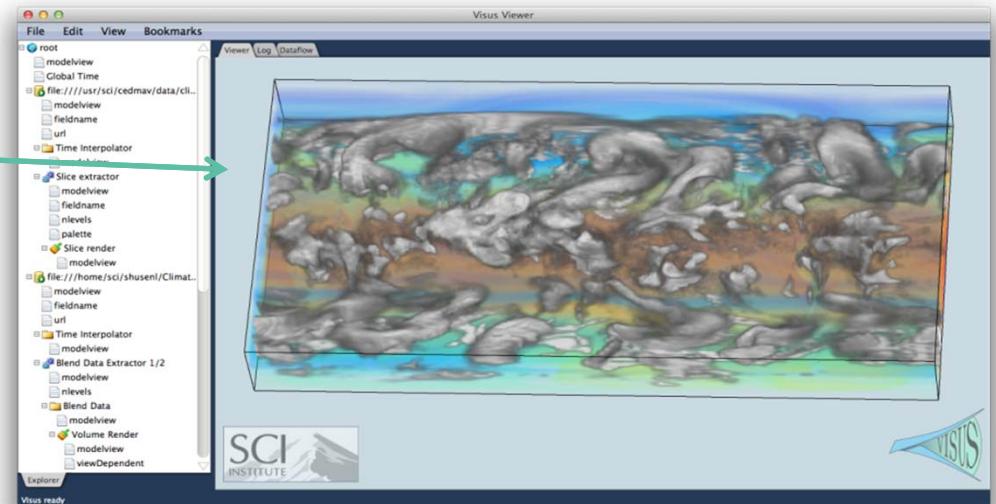 Visus Viewer
File Edit View Bookmarks
Viewer Log Dataflow
root
modelview
Global Time
file:////usr/sci/cedmav/data/cli..
modelview
fieldname
url
Time Interpolator
Slice extractor
modelview
fieldname
nlevels
palette
Slice render
modelview
file:///home/sci/shusenl/Climat..
modelview
fieldname
url
Time Interpolator
modelview
Blend Data Extractor 1/2
modelview
nlevels
Blend Data
modelview
Volume Render
modelview
viewDependent
Explorer
Visus ready
SCI
INSTITUTE
VISUS